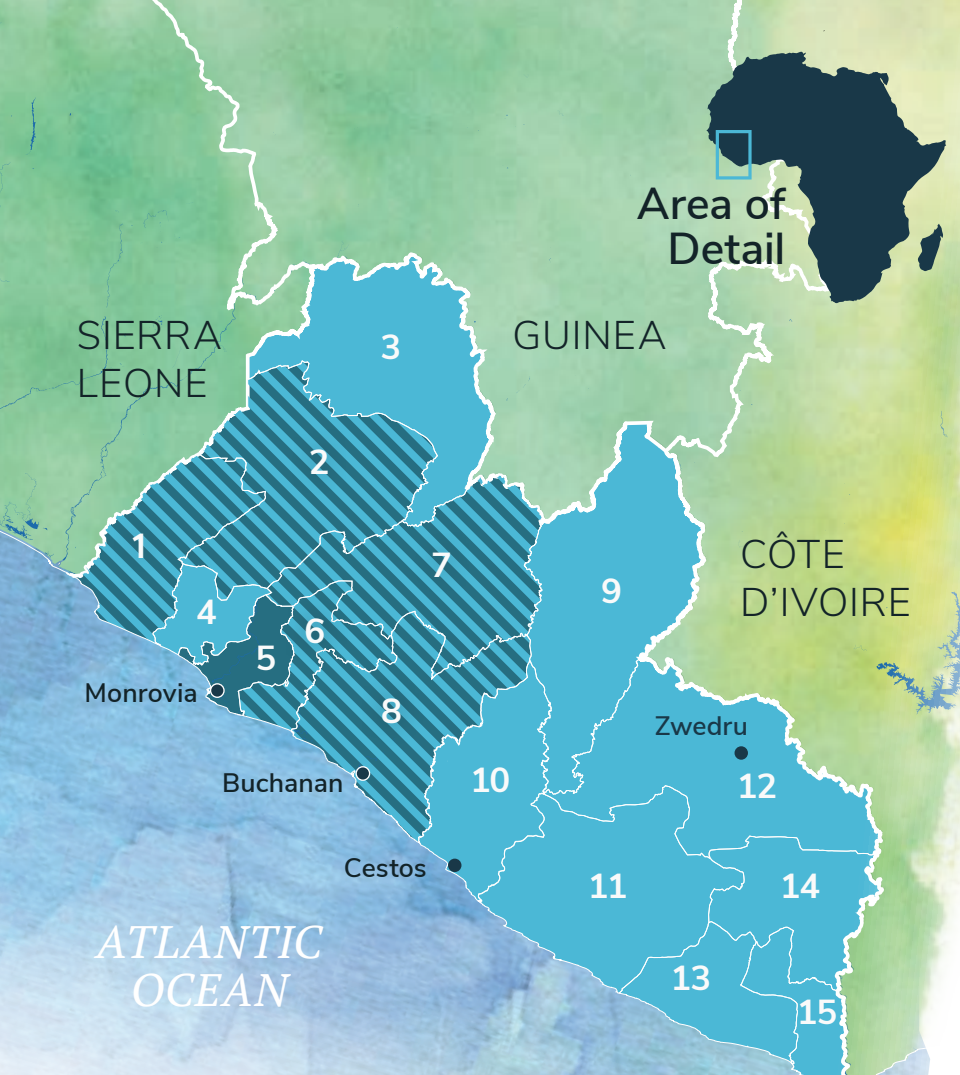 Area of
Detail
SIERRA
LEONE
GUINEA
3
2
1
7
CÔTE
D’IVOIRE
9
4
6
5
Monrovia
8
Zwedru
Buchanan
10
12
Cestos
11
14
ATLANTIC
OCEAN
13
15